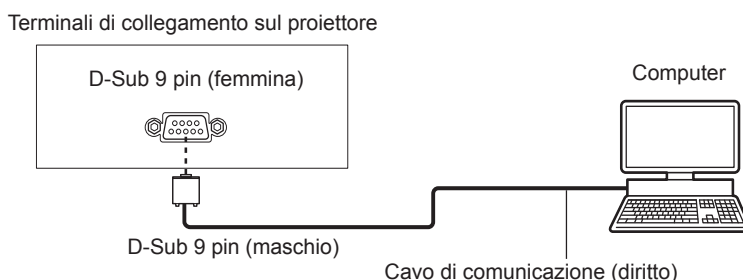 Terminali di collegamento sul proiettore
D-Sub 9 pin (femmina)
Computer
D-Sub 9 pin (maschio)
Cavo di comunicazione (diritto)